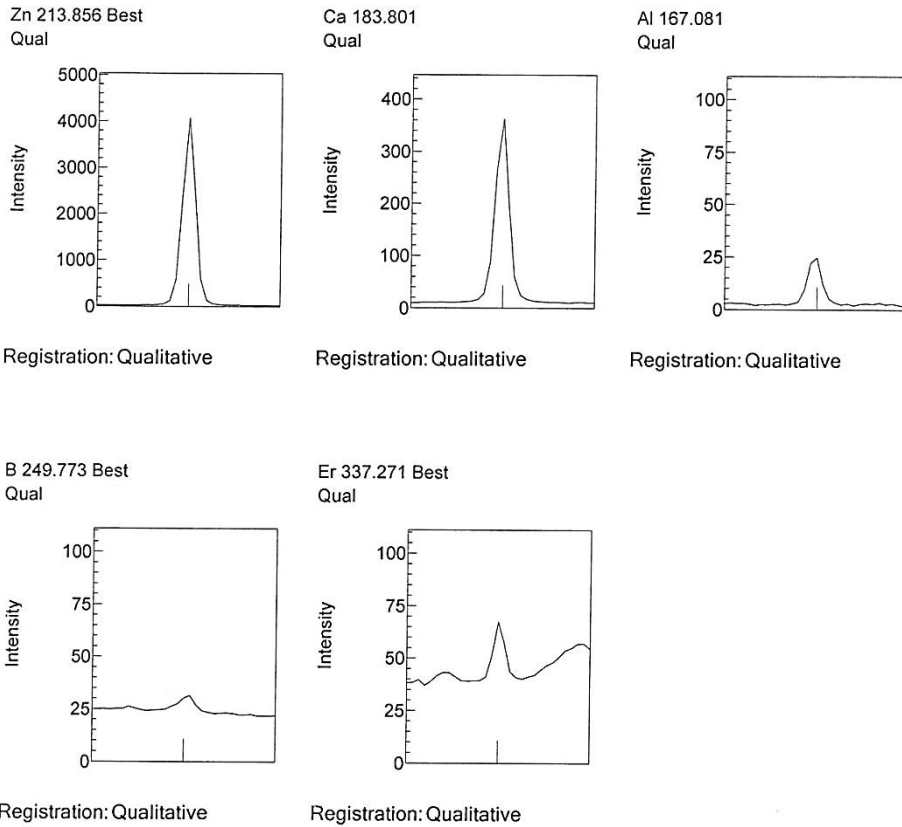 Zn 213.856 Best
Qual
5000
4000
3000
2000
1000
0
Intensity
Registration: Qualitative
Ca 183.801
Qual
400
300
200
100
0
Intensity
Registration: Qualitative
Al 167.081
Qual
100
75
50
25
0
Intensity
Registration: Qualitative
B 249.773 Best
Qual
100
75
50
25
0
Intensity
Registration: Qualitative
Er 337.271 Best
Qual
100
75
50
25
0
Intensity
Registration: Qualitative